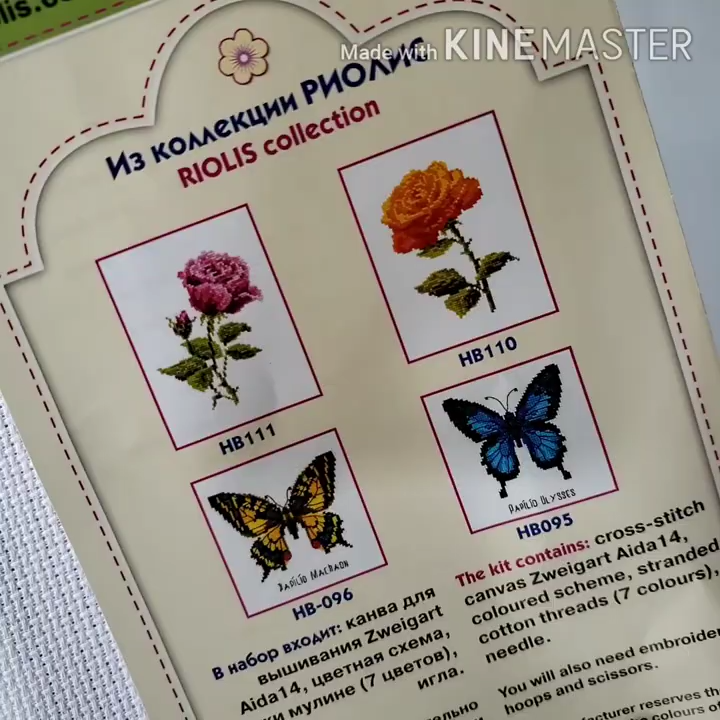 Made with KINEMASTER
Из коллекции РИОЛИС
RIOLIS collection
HB111
HB110
PAPILIO MACHAON
HB-096
PAPILIO ULYSSES
HB095
В набор входит: канва для
вышивания Zweigart
Aida14, цветная схема,
мулине (7 цветов),
игла.
The kit contains: cross-stitch
canvas Zweigart Aida14,
coloured scheme, stranded
cotton threads (7 colours),
needle.
You will also need
hoops and scissors.
reserves